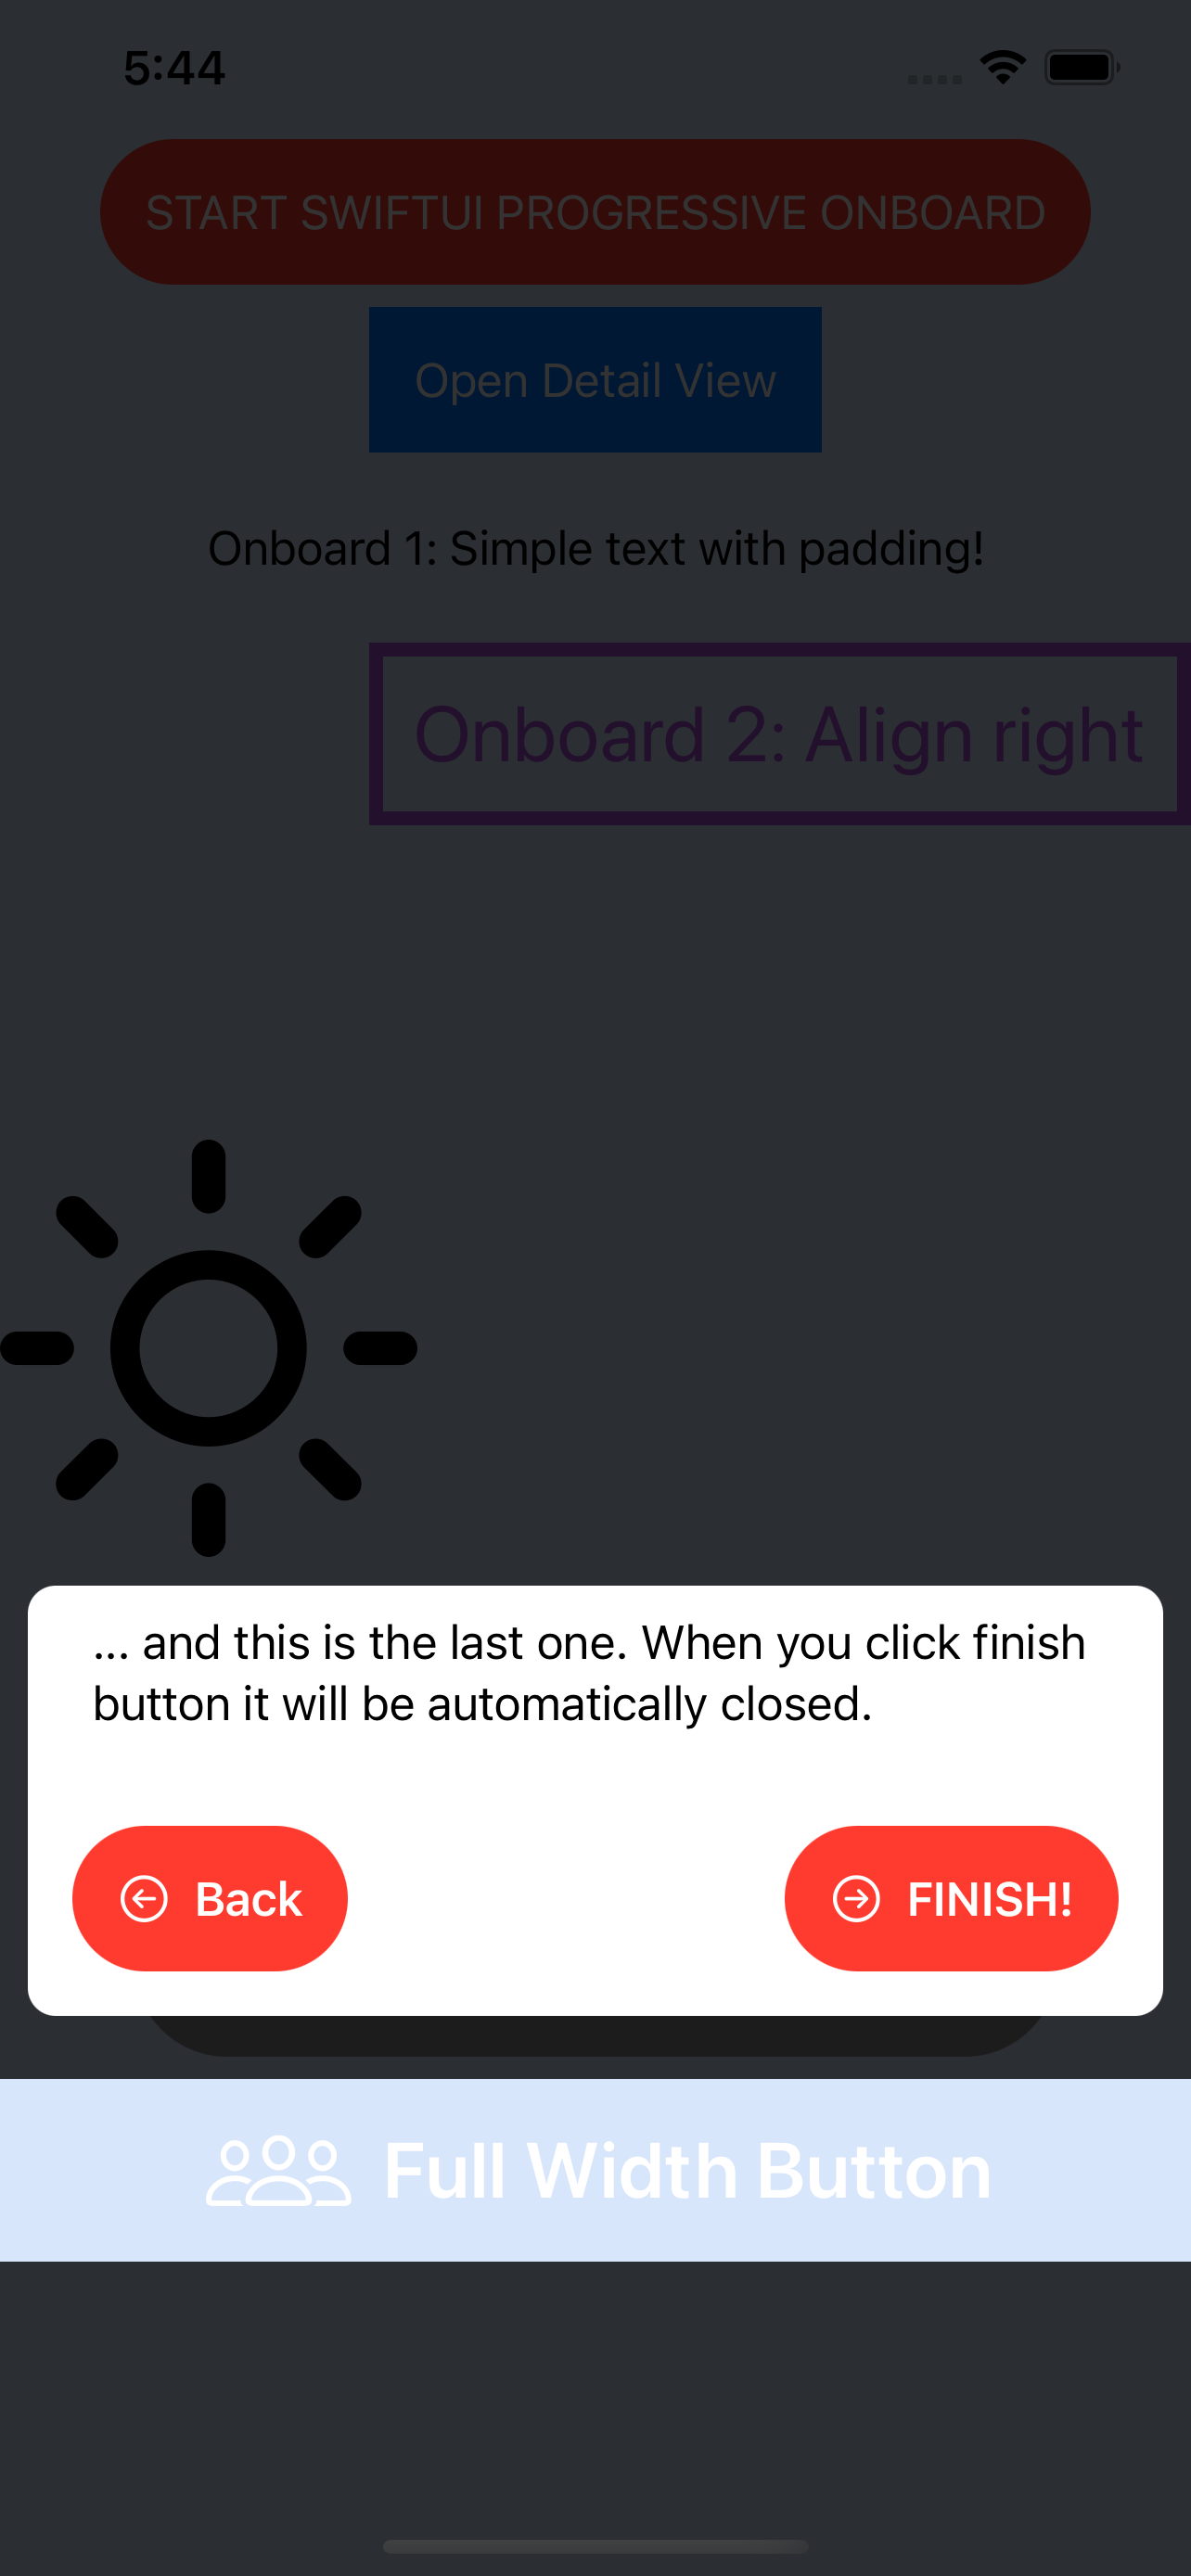 5:44
START SWIFTUI PROGRESSIVE ONBOARD
Open Detail View
Onboard 1: Simple text with padding!
Onboard 2: Align right
... and this is the last one. When you click finish
button it will be automatically closed.
Back
FINISH!
Full Width Button